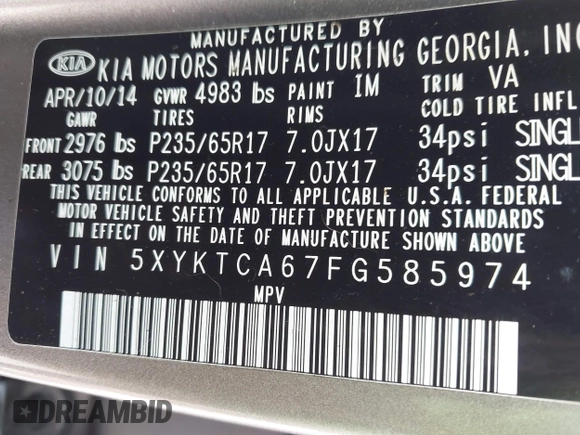 MANUFACTURED BY
KIA KIA MOTORS MANUFACTURING GEORGIA, INC
APR/10/14 GVWR 4983 lbs PAINT IM TRIM VA
GAWR TIRES RIMS COLD TIRE INFL
FRONT 2976 lbs P235/65R17 7.0JX17 34psi SINGL
REAR 3075 lbs P235/65R17 7.0JX17 34psi SINGL
THIS VEHICLE CONFORMS TO ALL APPLICABLE U.S.A. FEDERAL
MOTOR VEHICLE SAFETY AND THEFT PREVENTION STANDARDS
IN EFFECT ON THE DATE OF MANUFACTURE SHOWN ABOVE
VIN 5XYKTCA67FG585974
MPV
DREAMBID